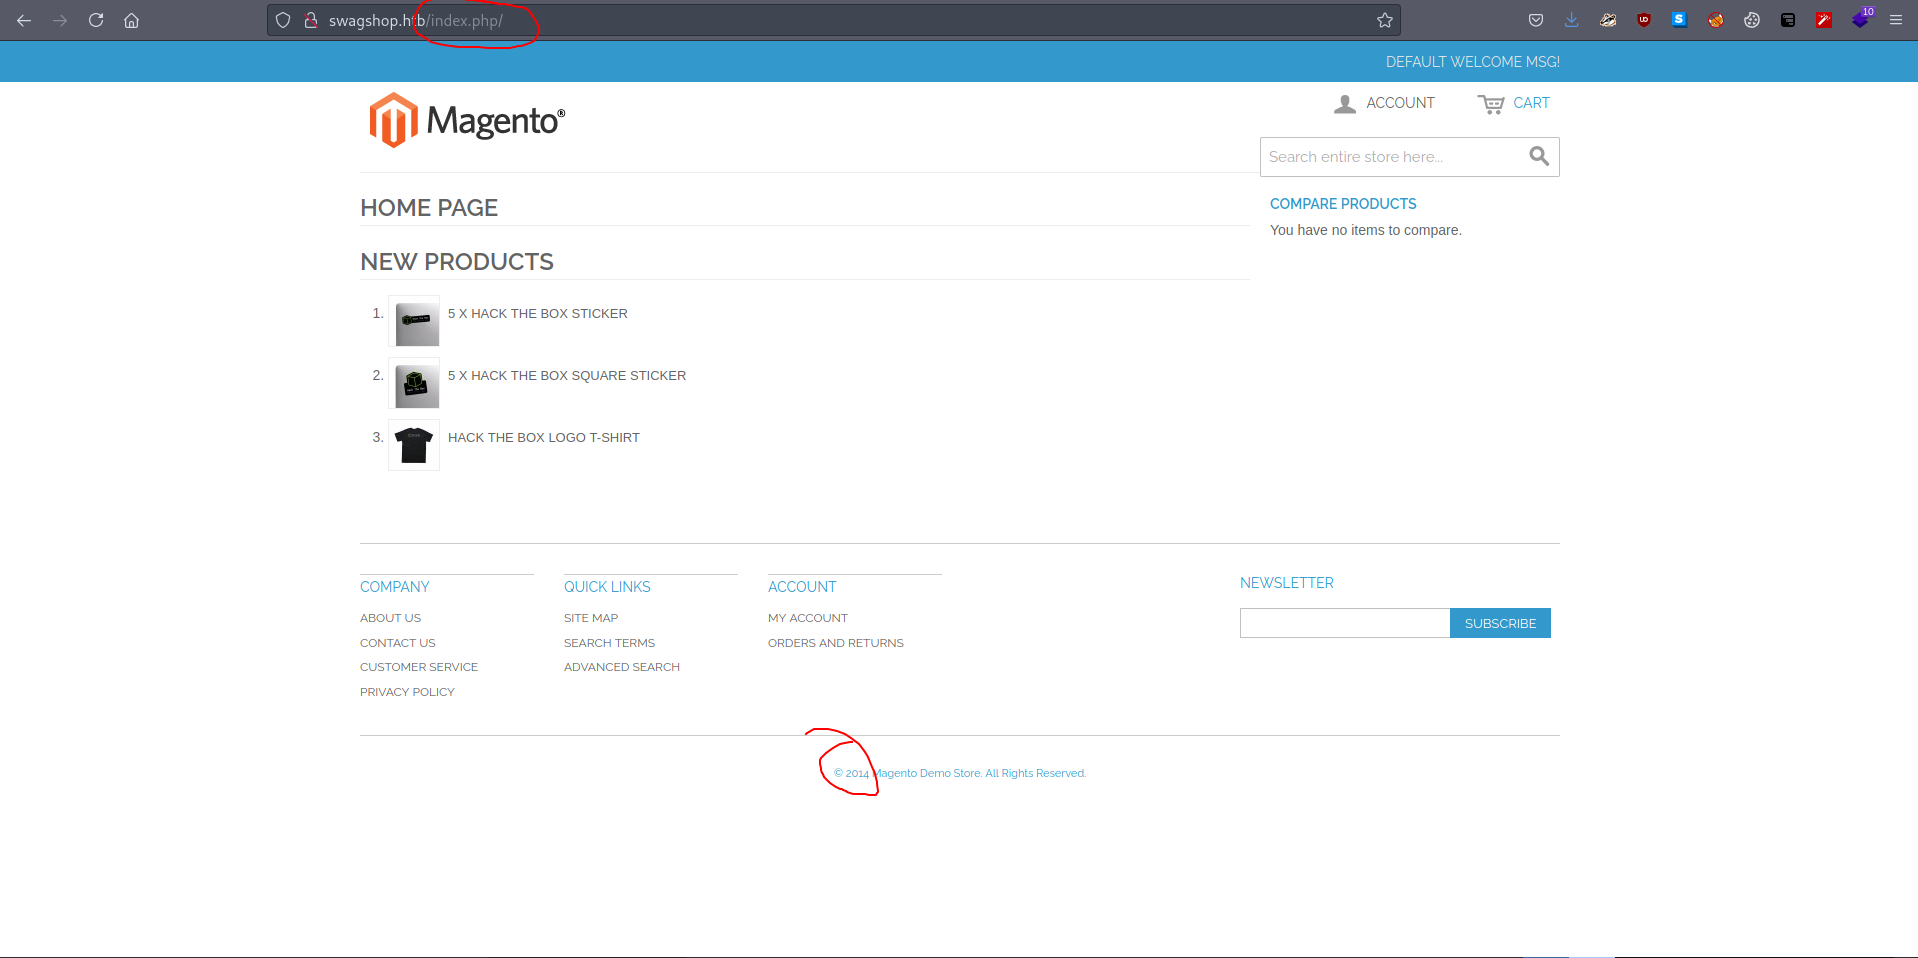 swagshop.htb/index.php/
10
DEFAULT WELCOME MSG!
Magento®
ACCOUNT
CART
Search entire store here...
HOME PAGE
COMPARE PRODUCTS
You have no items to compare.
NEW PRODUCTS
1. 5 X HACK THE BOX STICKER
2. 5 X HACK THE BOX SQUARE STICKER
3. HACK THE BOX LOGO T-SHIRT
COMPANY
ABOUT US
CONTACT US
CUSTOMER SERVICE
PRIVACY POLICY
QUICK LINKS
SITE MAP
SEARCH TERMS
ADVANCED SEARCH
ACCOUNT
MY ACCOUNT
ORDERS AND RETURNS
NEWSLETTER
SUBSCRIBE
© 2014 Magento Demo Store. All Rights Reserved.